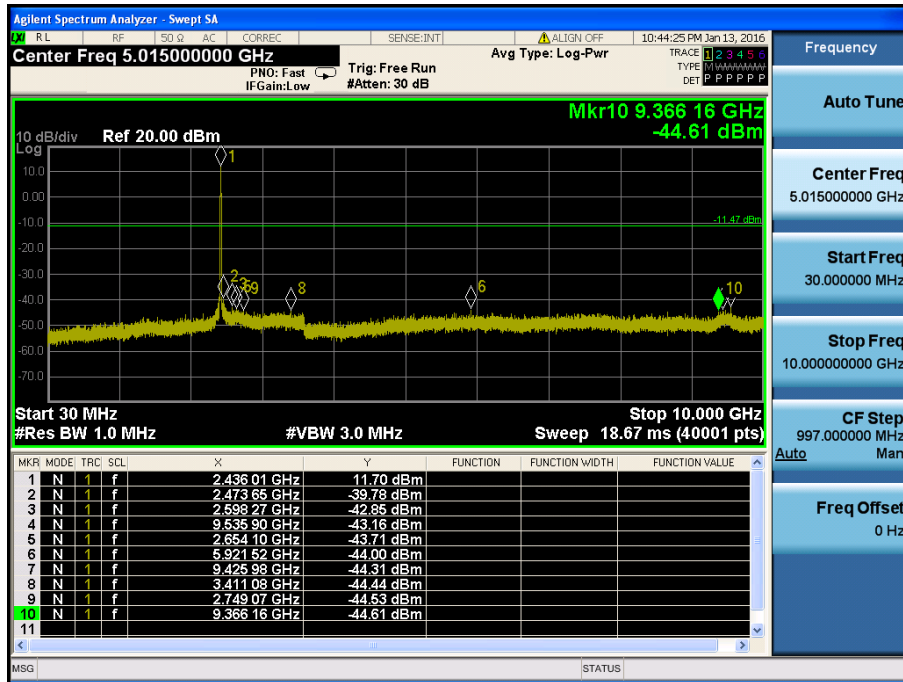 Agilent Spectrum Analyzer - Swept SA
LXI RL RF 50 Ω AC CORREC SENSE:INT ALIGN OFF 10:44:25 PM Jan 13, 2016
Center Freq 5.015000000 GHz
PNO: Fast
IFGain:Low
Trig: Free Run
#Atten: 30 dB
Avg Type: Log-Pwr
TRACE 1 2 3 4 5 6
TYPE M WWWWW
DET P P P P P P
Mkr10 9.366 16 GHz
-44.61 dBm
10 dB/div Ref 20.00 dBm
Log
10.0
0.00
-10.0
-20.0
-30.0
-40.0
-50.0
-60.0
-70.0
-11.47 dBm
1
2
9
8
6
10
Start 30 MHz Stop 10.000 GHz
#Res BW 1.0 MHz #VBW 3.0 MHz Sweep 18.67 ms (40001 pts)
MKR MODE TRC SCL X Y FUNCTION FUNCTION WIDTH FUNCTION VALUE
1 N 1 f 2.436 01 GHz 11.70 dBm
2 N 1 f 2.473 65 GHz -39.78 dBm
3 N 1 f 2.598 27 GHz -42.85 dBm
4 N 1 f 9.535 90 GHz -43.16 dBm
5 N 1 f 2.654 10 GHz -43.71 dBm
6 N 1 f 5.921 52 GHz -44.00 dBm
7 N 1 f 9.425 98 GHz -44.31 dBm
8 N 1 f 3.411 08 GHz -44.44 dBm
9 N 1 f 2.749 07 GHz -44.53 dBm
10 N 1 f 9.366 16 GHz -44.61 dBm
11
MSG STATUS
Frequency
Auto Tune
Center Freq
5.015000000 GHz
Start Freq
30.000000 MHz
Stop Freq
10.000000000 GHz
CF Step
997.000000 MHz
Auto Man
Freq Offset
0 Hz